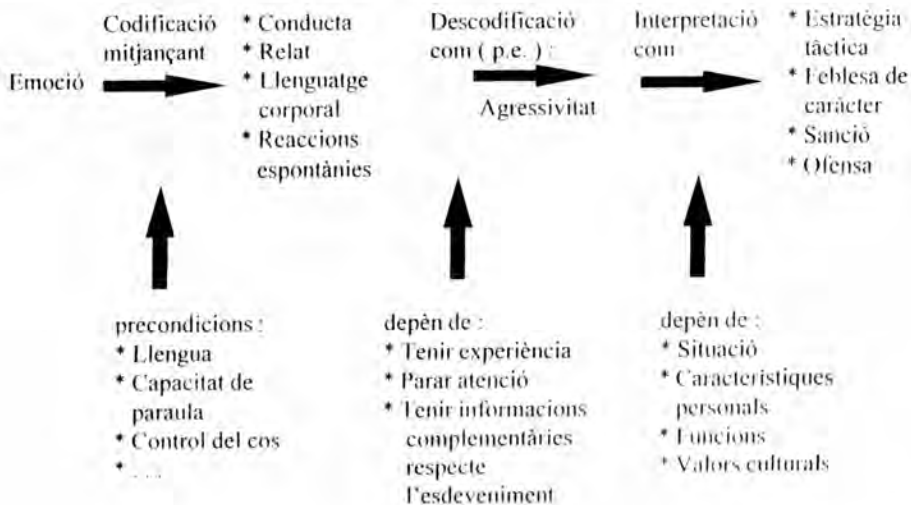 Emoció
Codificació
mitjançant
* Conducta
* Relat
* Llenguatge
corporal
* Reaccions
espontànies
Descodificació
com ( p.e. ) :
Agressivitat
Interpretació
com
* Estratégia
tàctica
* Feblesa de
caràcter
* Sanció
* Ofensa
precondicions :
* Llengua
* Capacitat de
paraula
* Control del cos
* . . .
depèn de :
* Tenir experiència
* Parar atenció
* Tenir informacions
complementàries
respecte
l'esdeveniment
depèn de :
* Situació
* Característiques
personals
* Funcions
* Valors culturals